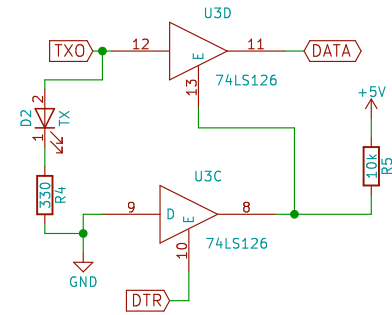 U3D
TXO
12
E
11
DATA
13
74LS126
+5V
D2
2
1
TX
10k
R5
U3C
330
R4
9
D
E
8
10
74LS126
GND
DTR